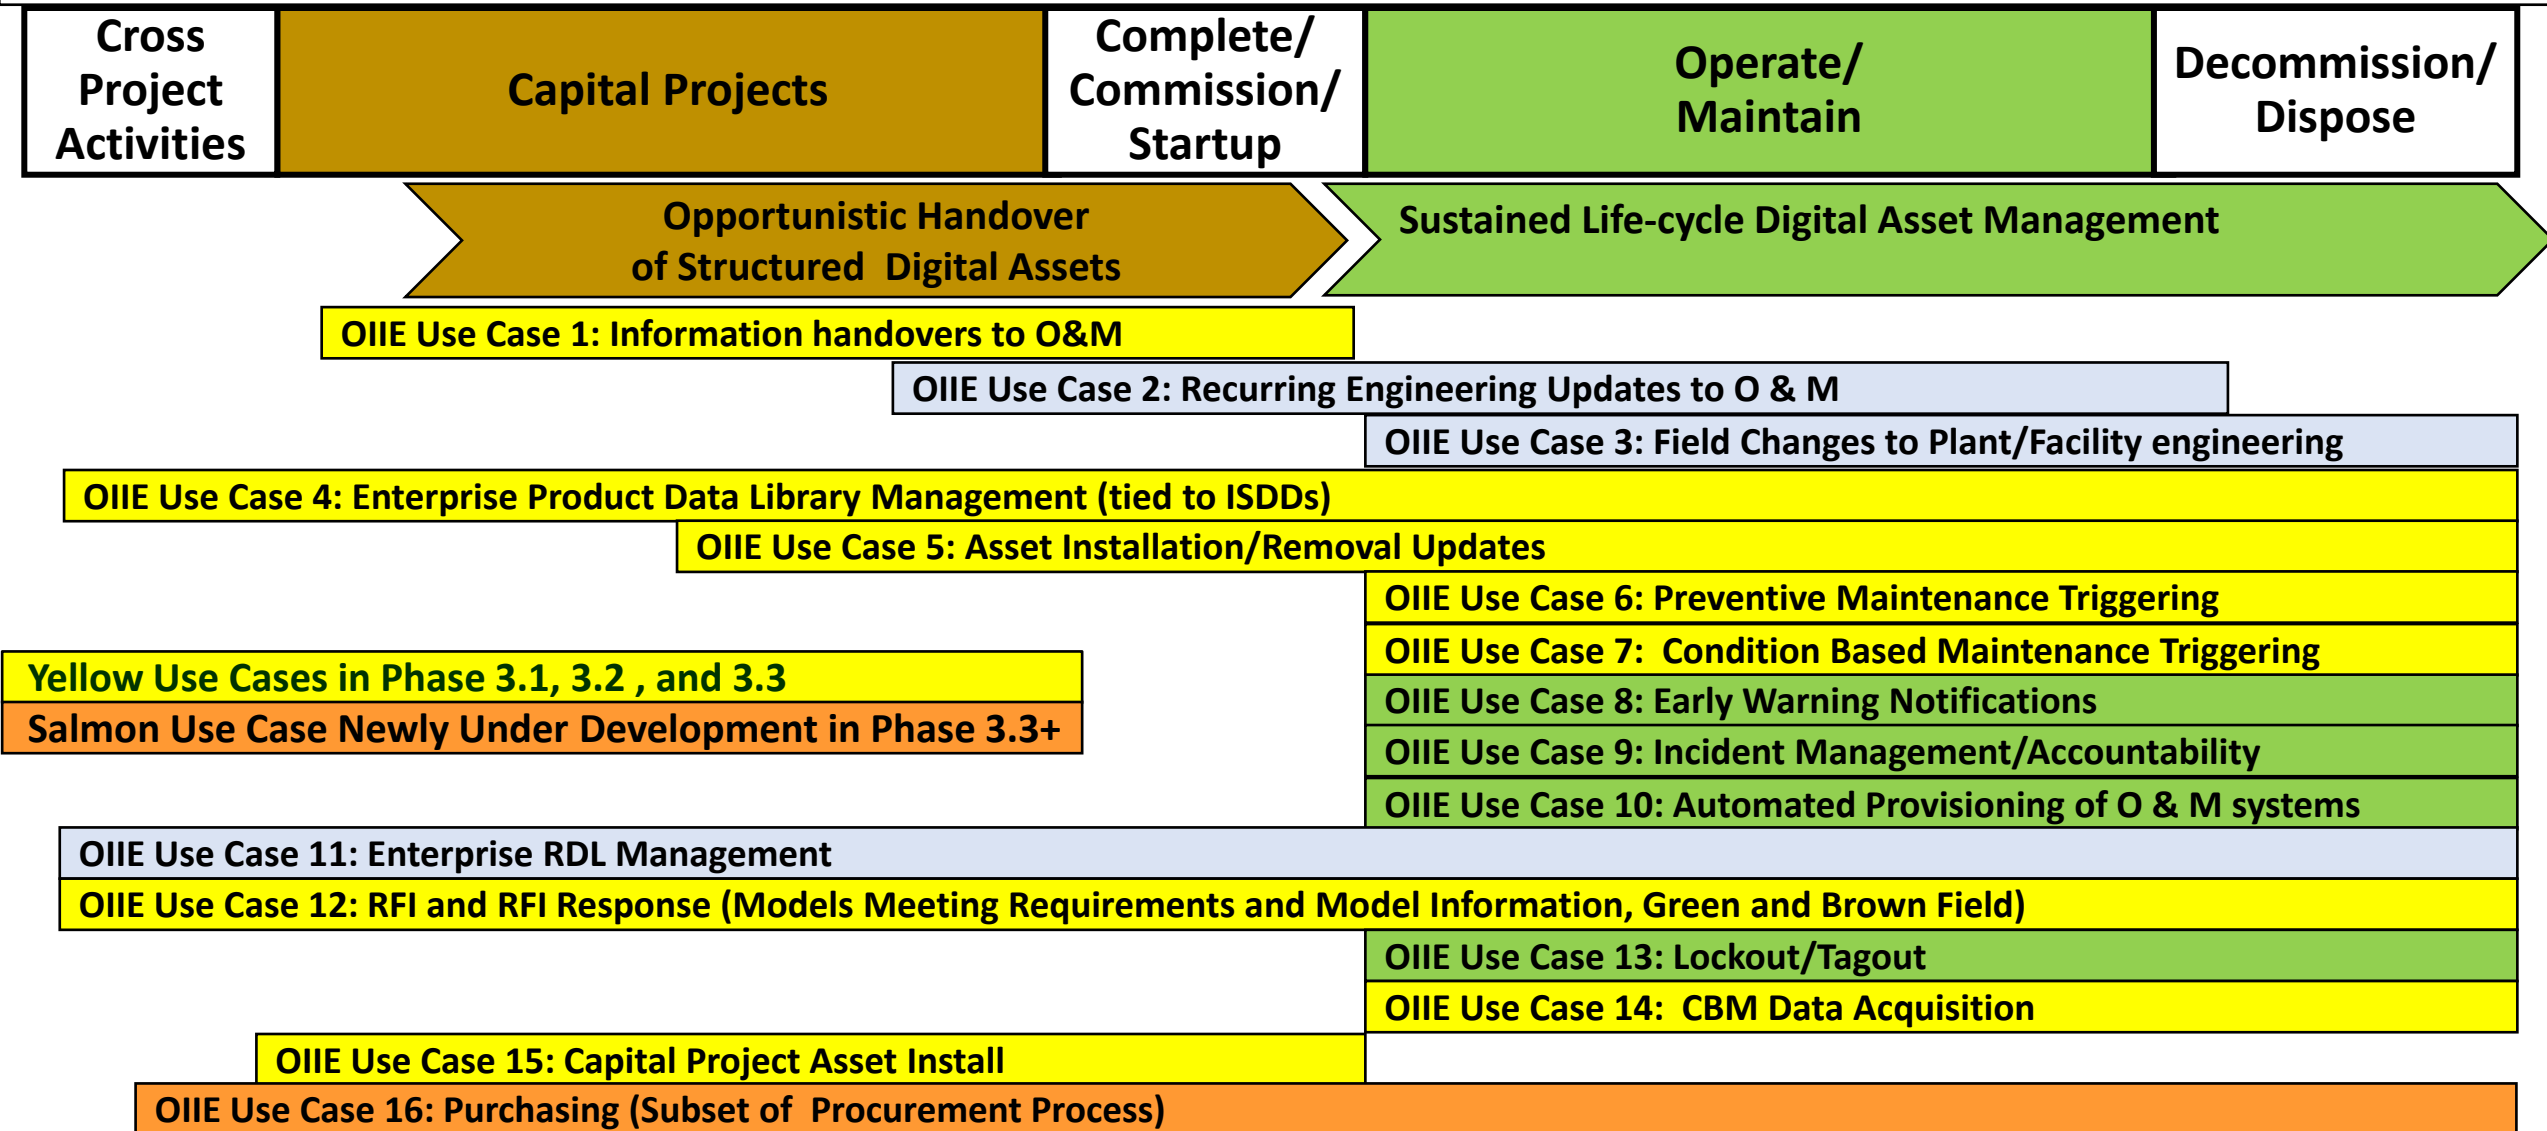 Cross
Project
Activities
Capital Projects
Complete/
Commission/
Startup
Operate/
Maintain
Decommission/
Dispose
Opportunistic Handover
of Structured  Digital Assets
Sustained Life-cycle Digital Asset Management
OIIE Use Case 1: Information handovers to O&M
OIIE Use Case 2: Recurring Engineering Updates to O & M
OIIE Use Case 3: Field Changes to Plant/Facility engineering
OIIE Use Case 4: Enterprise Product Data Library Management (tied to ISDDs)
OIIE Use Case 5: Asset Installation/Removal Updates
OIIE Use Case 6: Preventive Maintenance Triggering
OIIE Use Case 7:  Condition Based Maintenance Triggering
Yellow Use Cases in Phase 3.1, 3.2 , and 3.3
Salmon Use Case Newly Under Development in Phase 3.3+
OIIE Use Case 8: Early Warning Notifications
OIIE Use Case 9: Incident Management/Accountability
OIIE Use Case 10: Automated Provisioning of O & M systems
OIIE Use Case 11: Enterprise RDL Management
OIIE Use Case 12: RFI and RFI Response (Models Meeting Requirements and Model Information, Green and Brown Field)
OIIE Use Case 13: Lockout/Tagout
OIIE Use Case 14:  CBM Data Acquisition
OIIE Use Case 15: Capital Project Asset Install
OIIE Use Case 16: Purchasing (Subset of  Procurement Process)